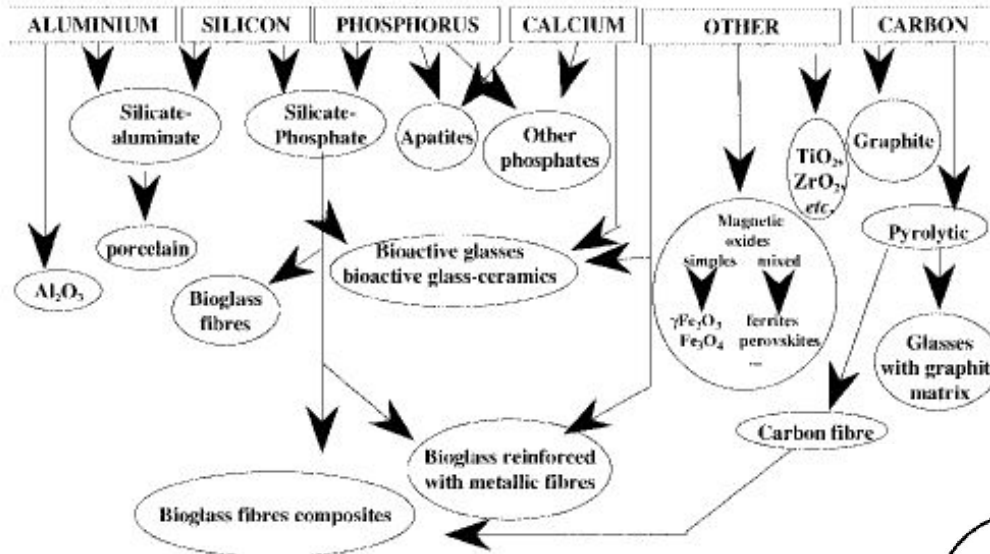 ALUMINIUM SILICON PHOSPHORUS CALCIUM OTHER CARBON
Silicate-
aluminate
Silicate-
Phosphate
Apatites
Other
phosphates
TiO₂,
ZrO₂,
etc.
Graphite
porcelain
Al₂O₃
Bioglass
fibres
Bioactive glasses
bioactive glass-ceramics
Magnetic
oxides
simples mixed
γFe₂O₃
Fe₃O₄
ferrites
perovskites
...
Pyrolytic
Glasses
with graphit
matrix
Carbon fibre
Bioglass reinforced
with metallic fibres
Bioglass fibres composites